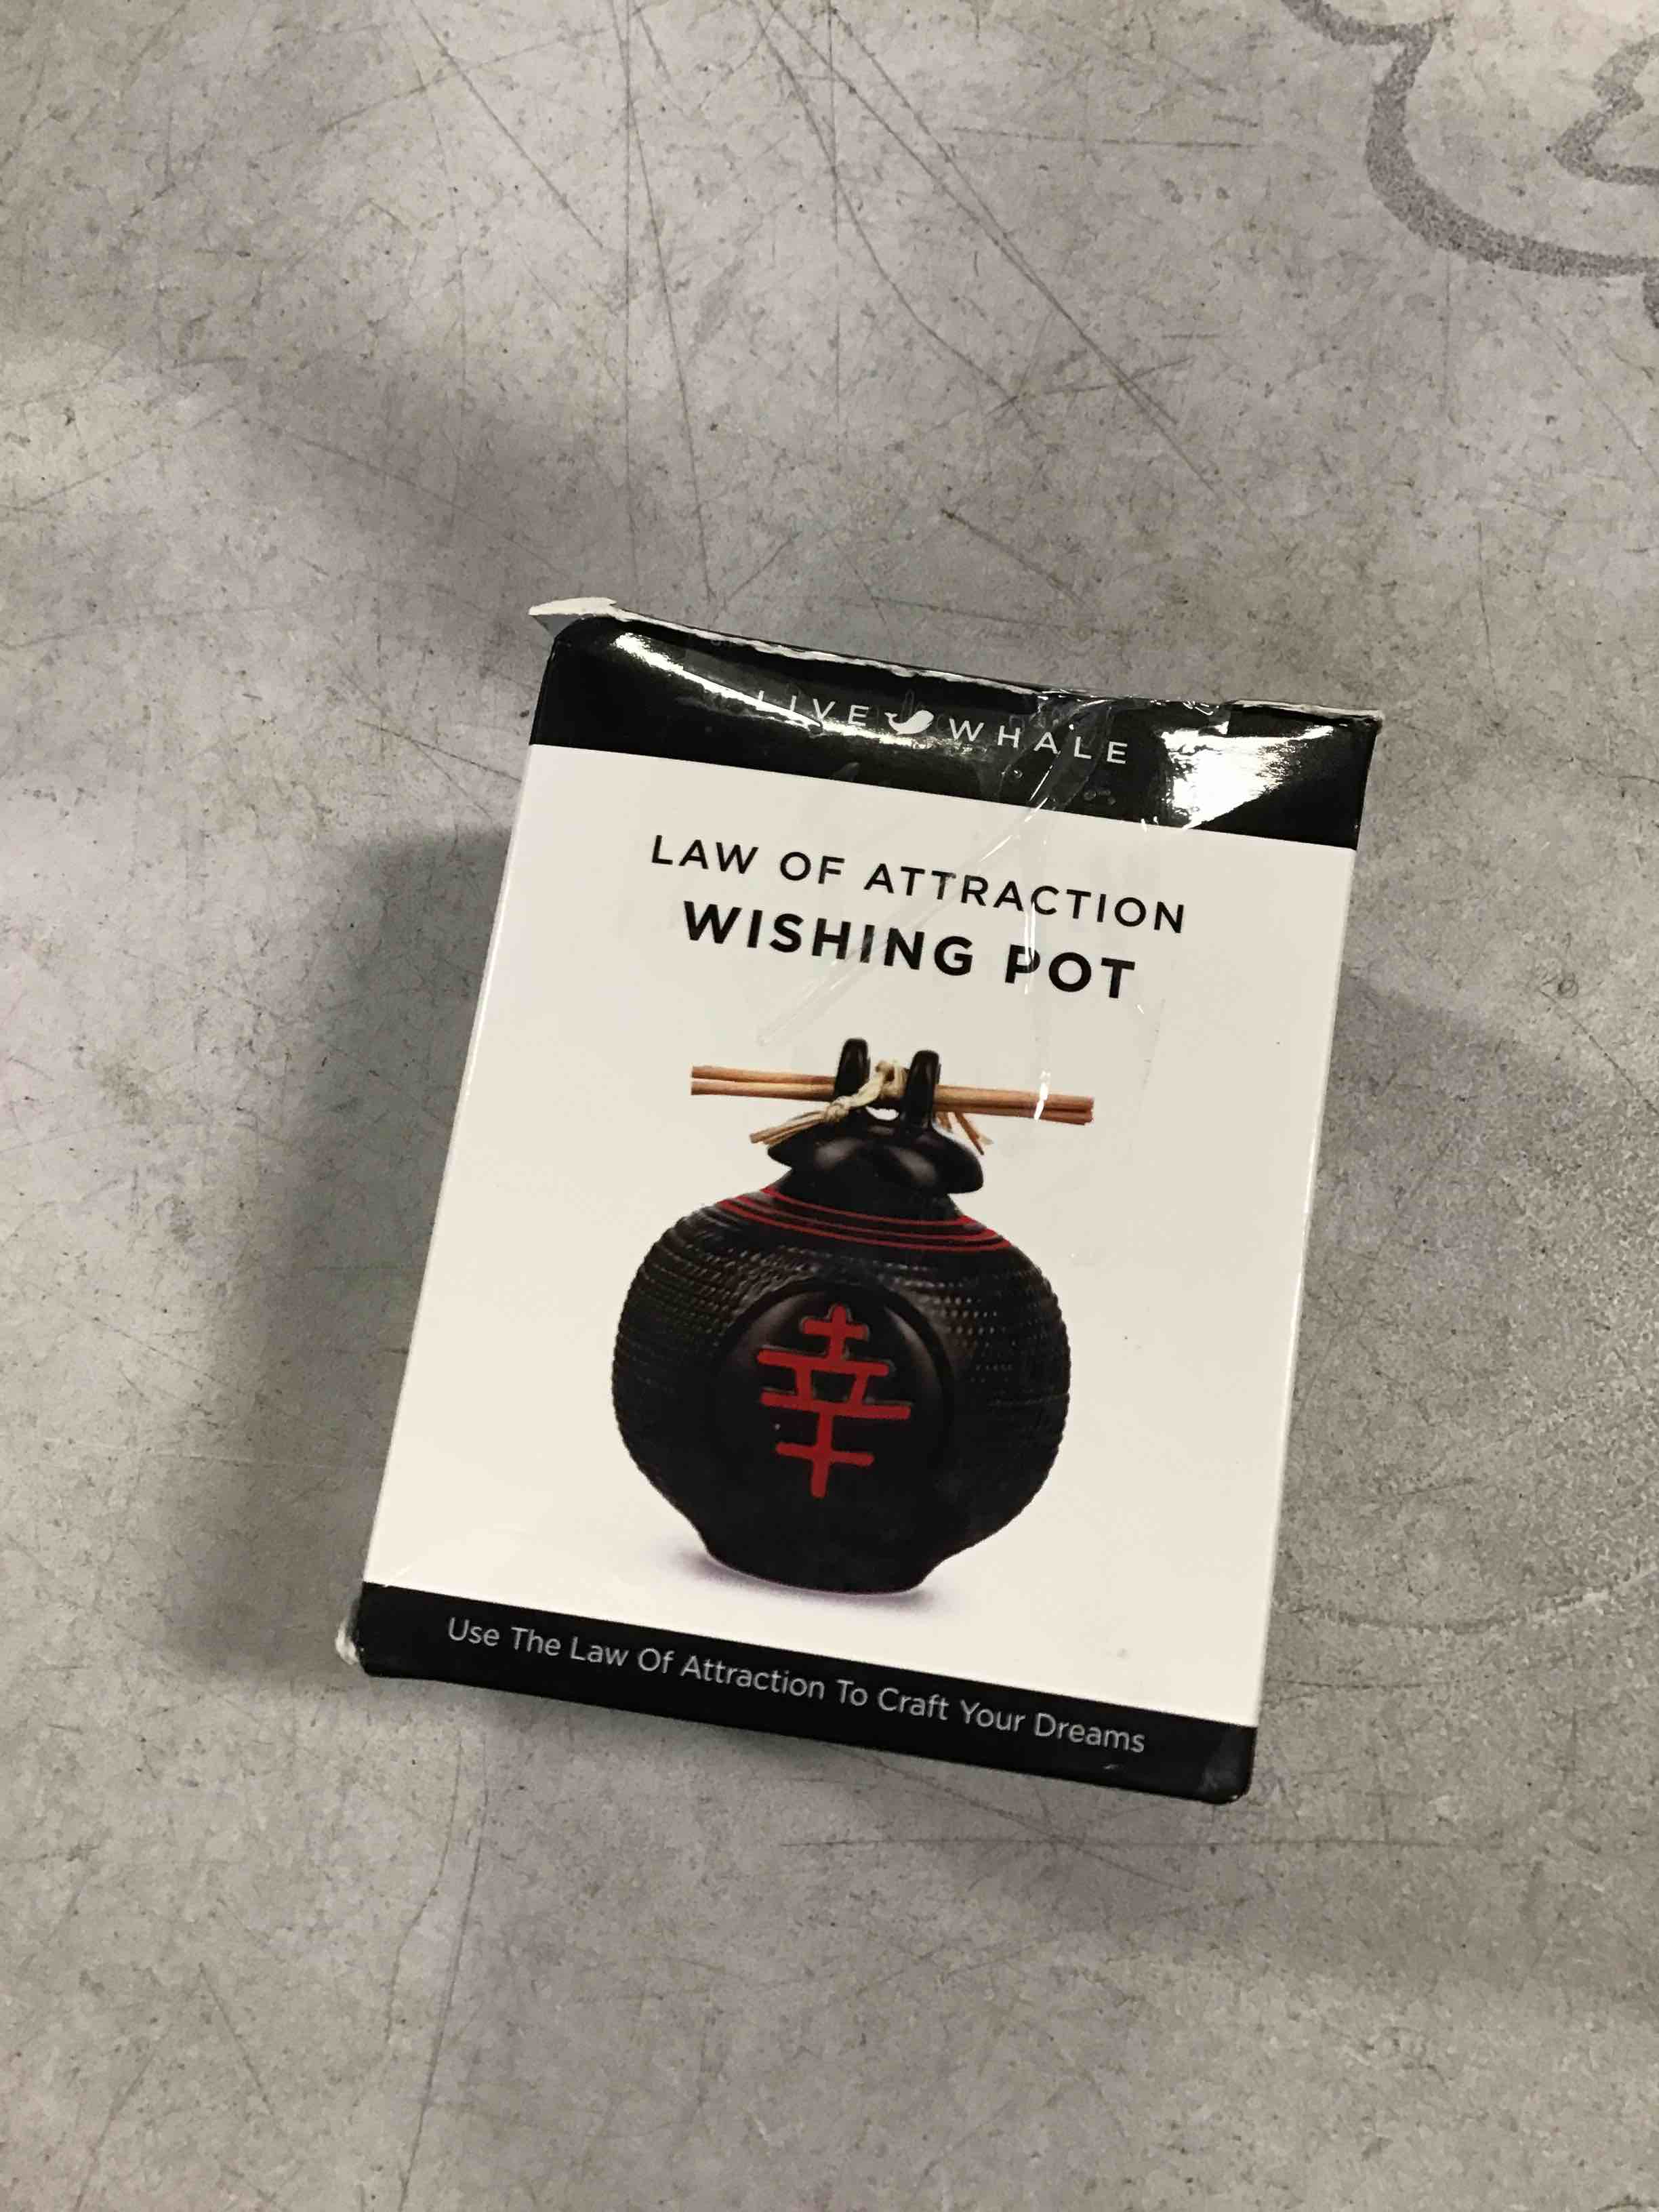 LIVE WHALE
LAW OF ATTRACTION
WISHING POT
幸
Use The Law Of Attraction To Craft Your Dreams